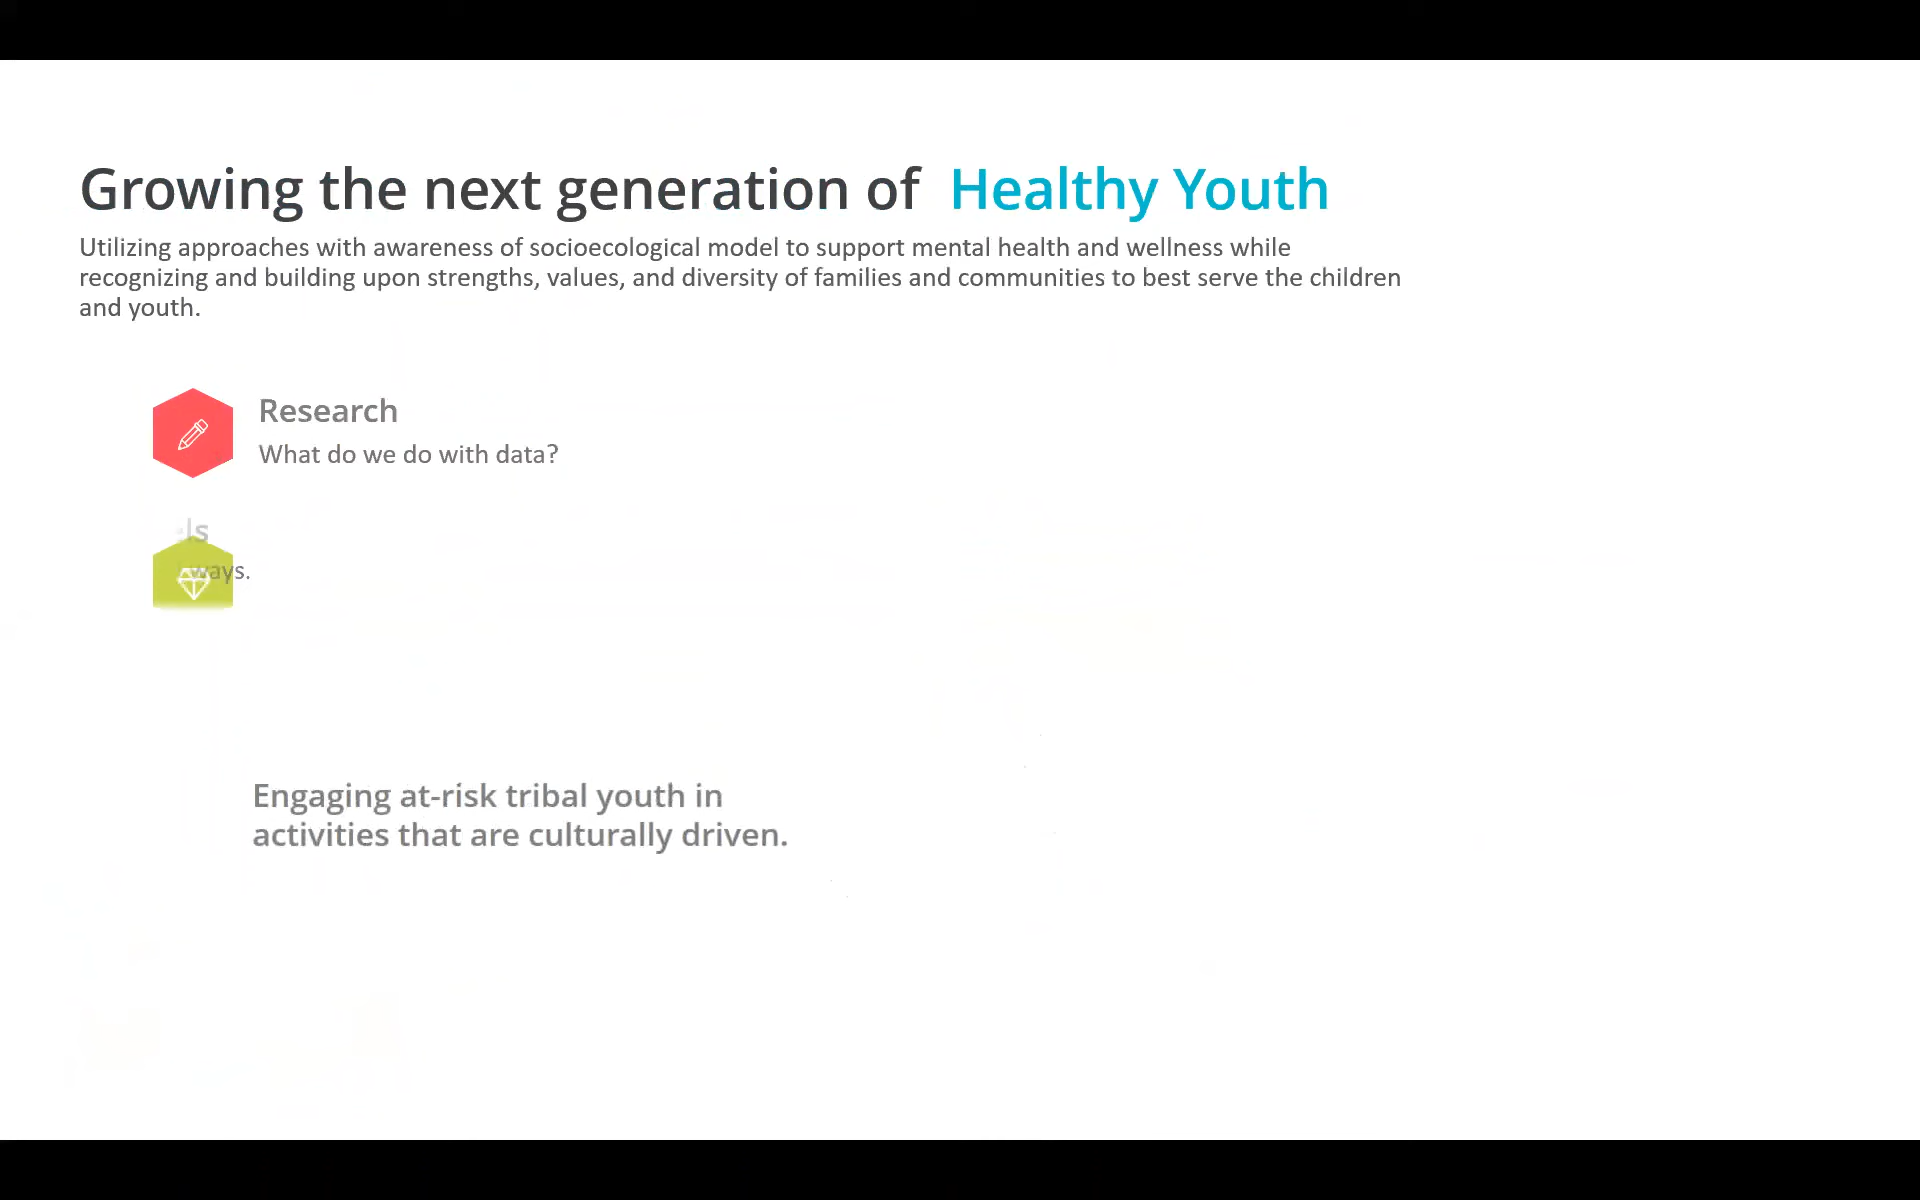 Growing the next generation of Healthy Youth
Utilizing approaches with awareness of socioecological model to support mental health and wellness while
recognizing and building upon strengths, values, and diversity of families and communities to best serve the children
and youth.
Research
What do we do with data?
ways.
Engaging at-risk tribal youth in
activities that are culturally driven.